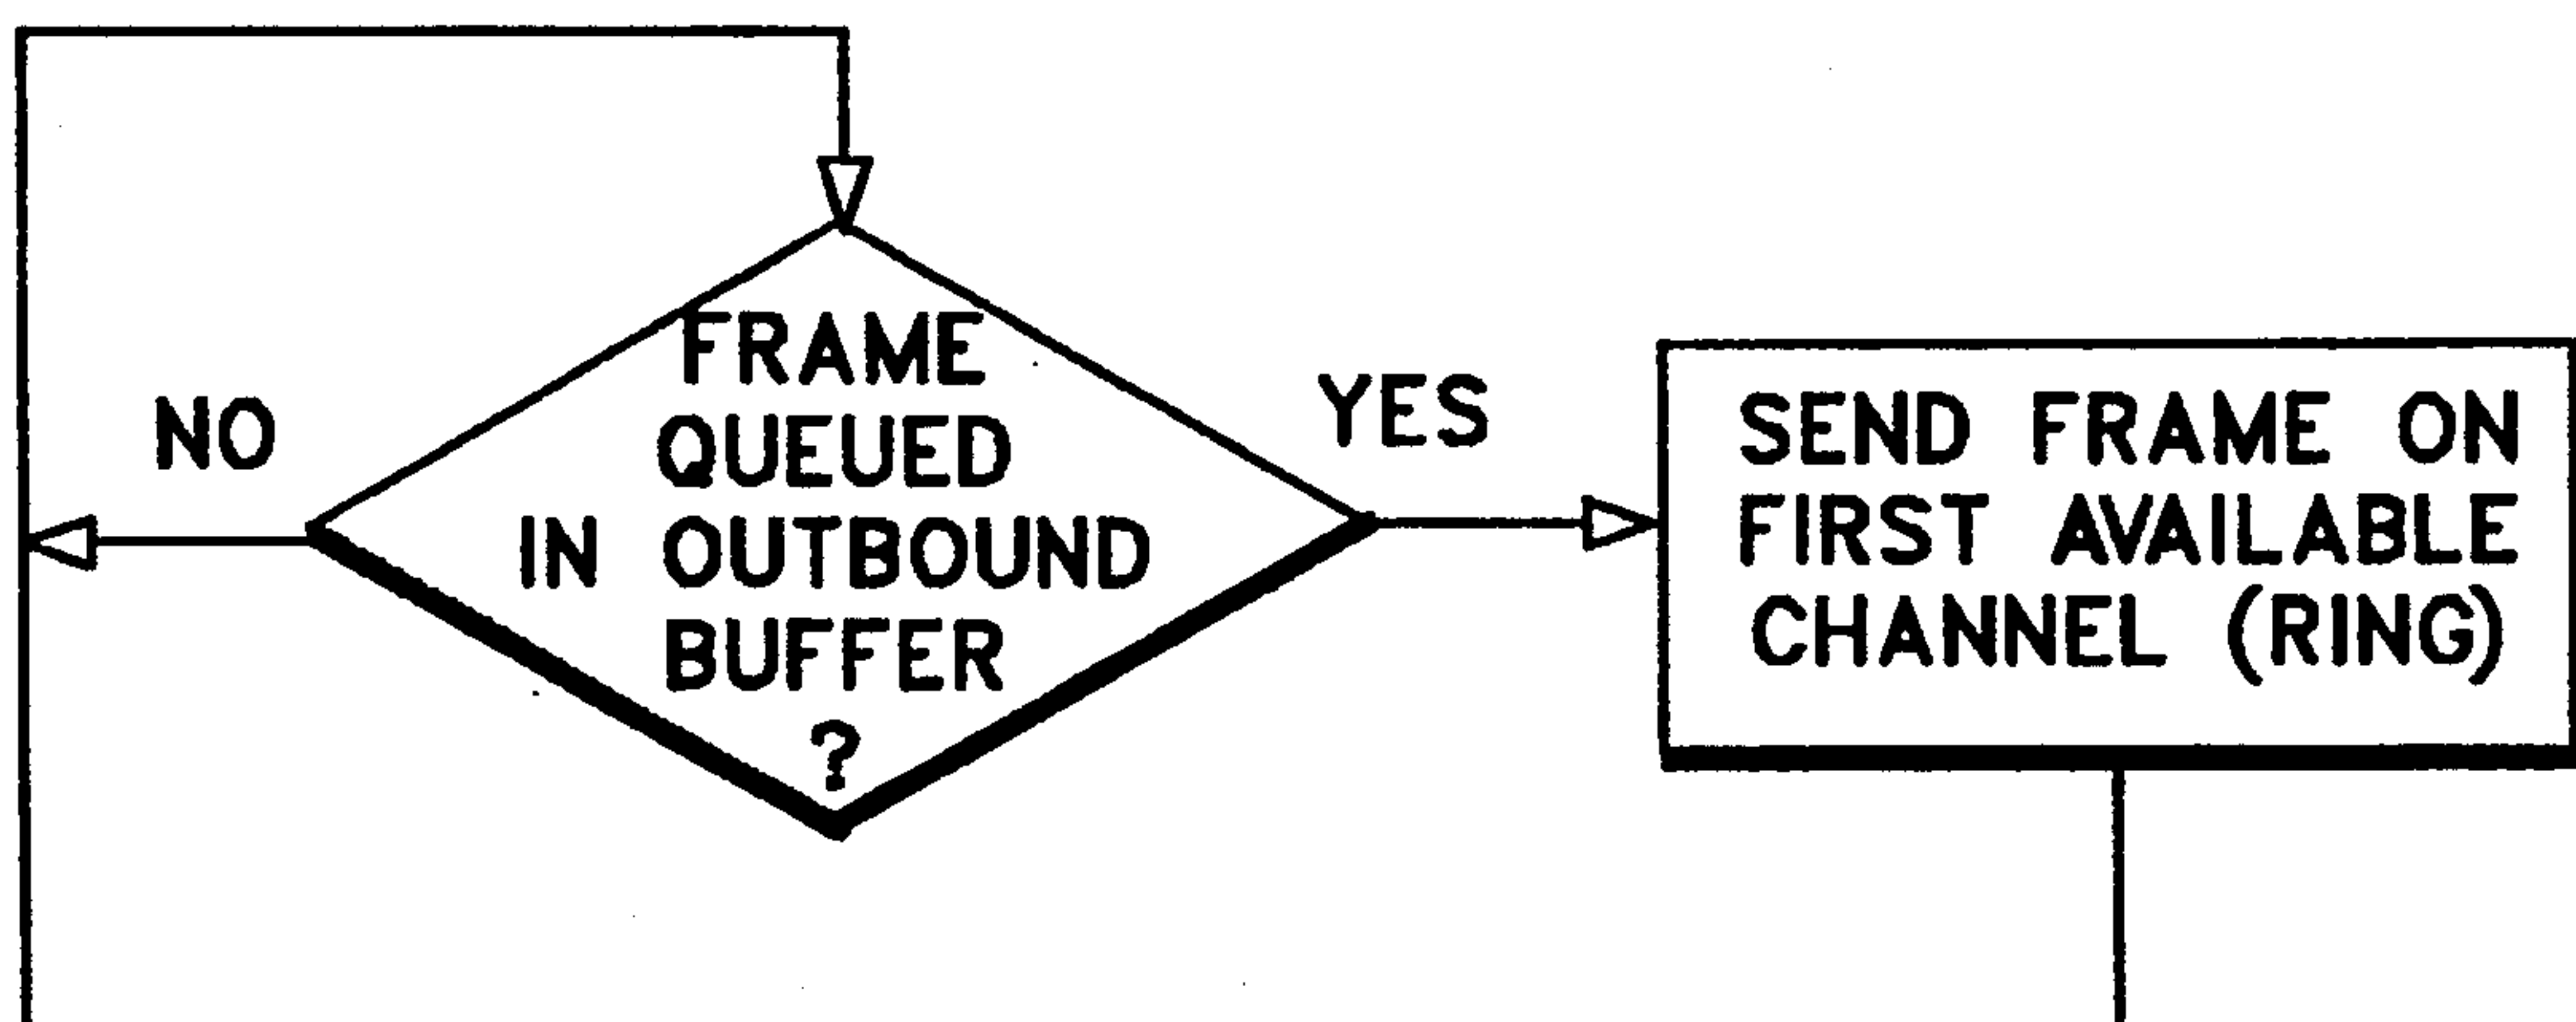 FRAME
QUEUED
IN OUTBOUND
BUFFER
?
NO
YES
SEND FRAME ON
FIRST AVAILABLE
CHANNEL (RING)